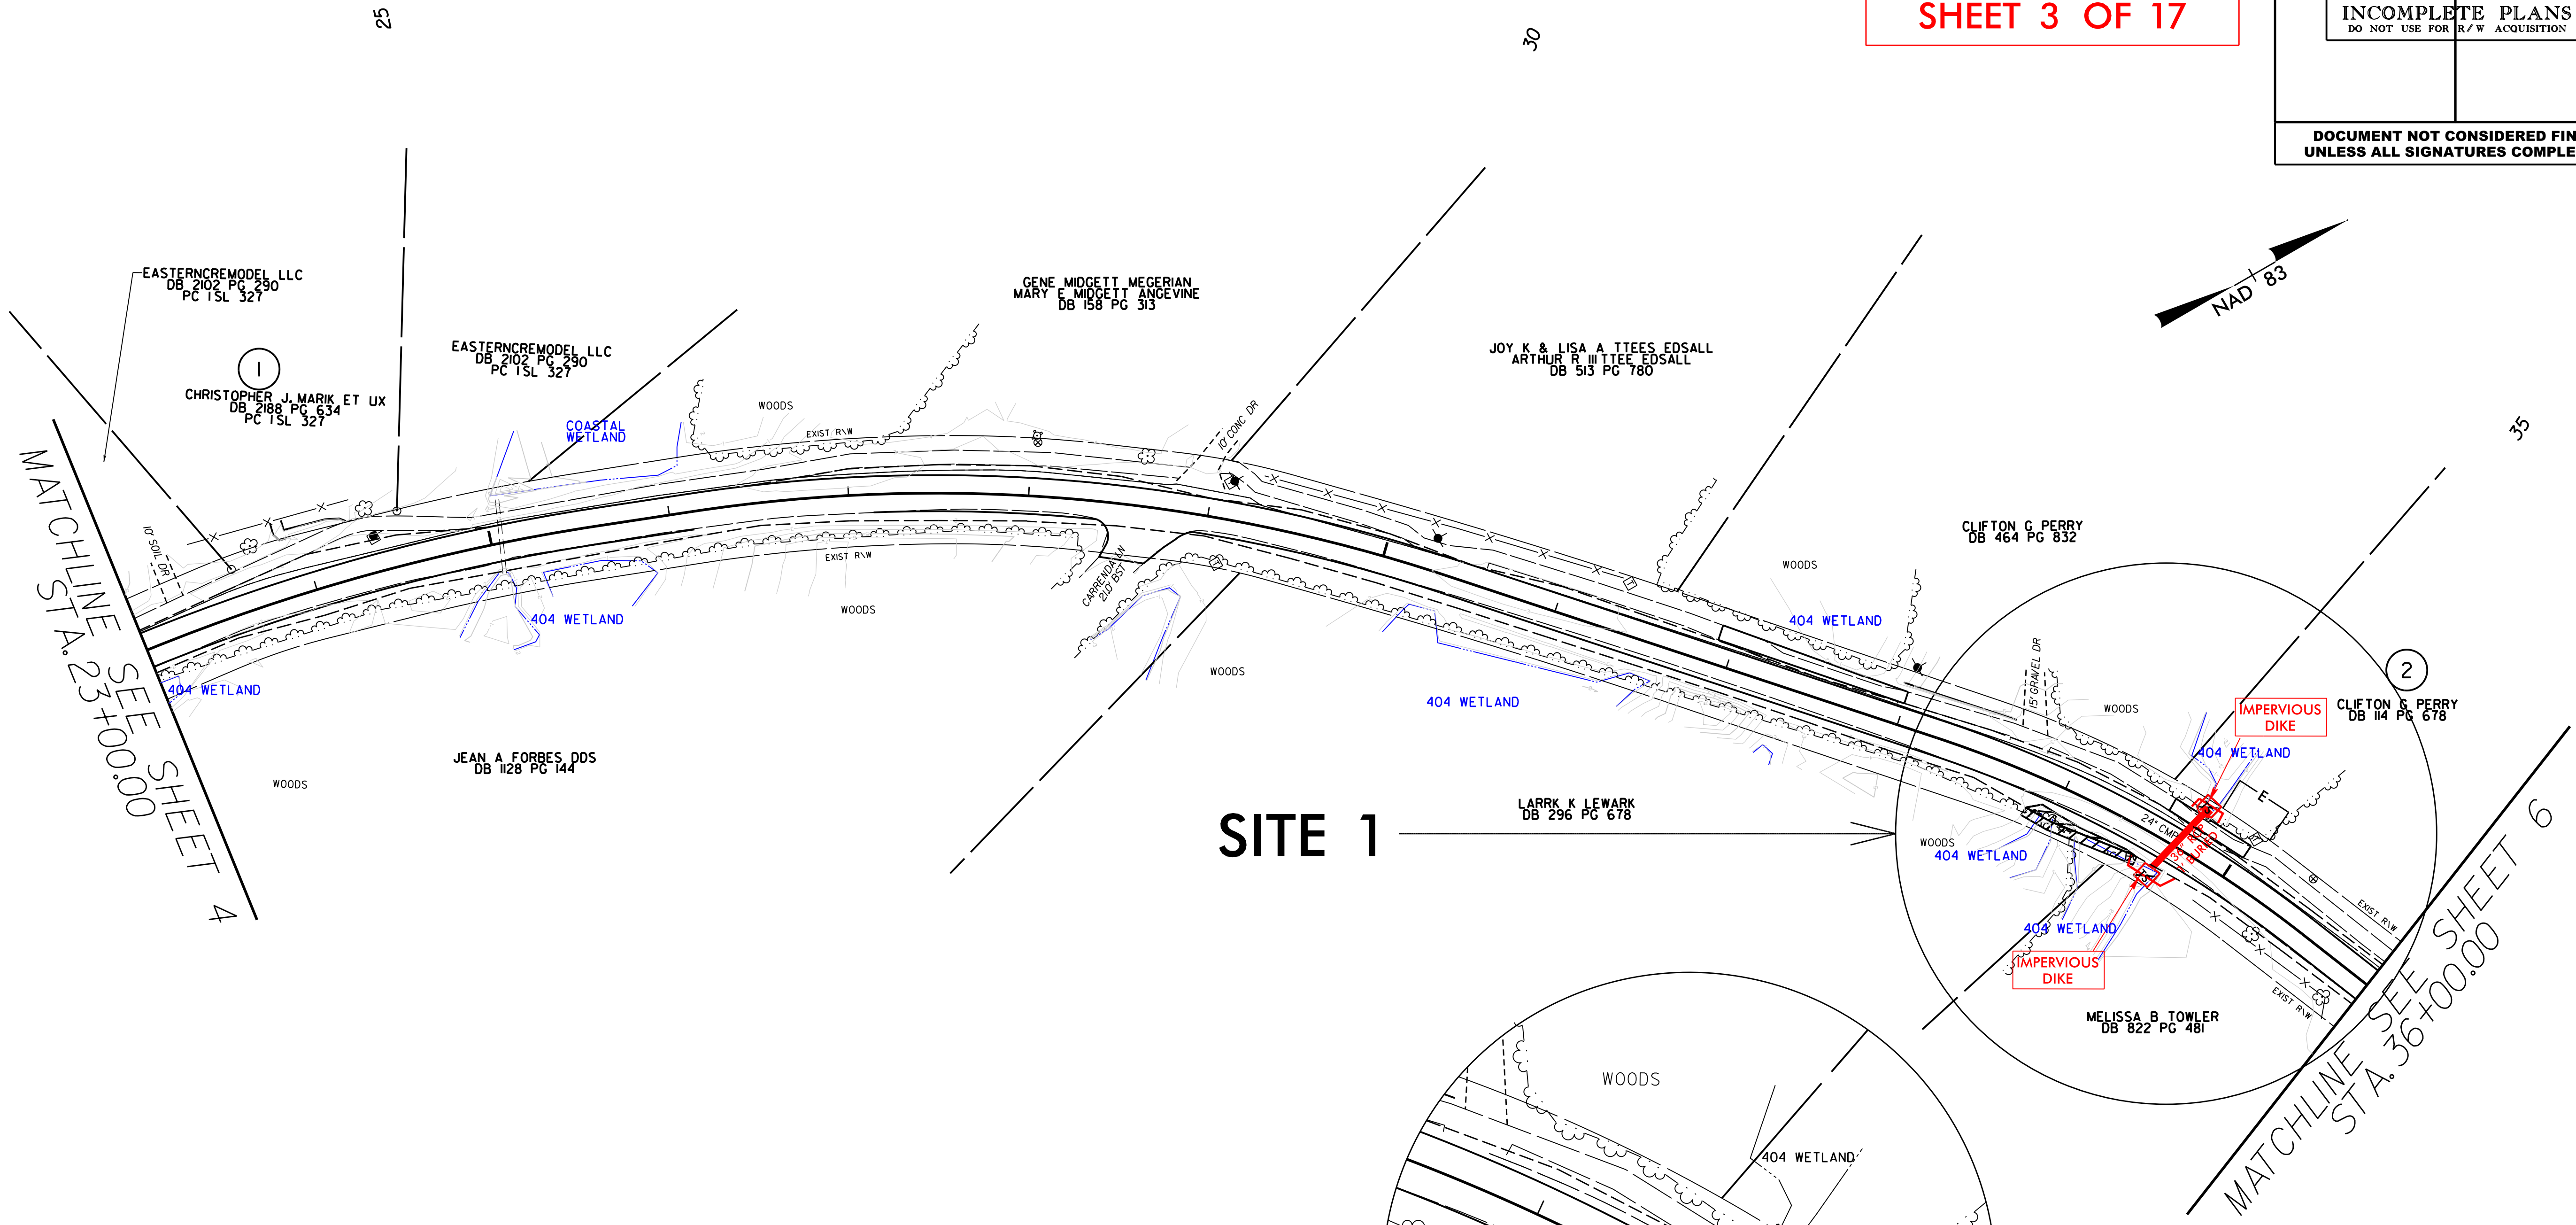 25
30
SHEET 3 OF 17
INCOMPLETE PLANS
DO NOT USE FOR R/W ACQUISITION
DOCUMENT NOT CONSIDERED FIN
UNLESS ALL SIGNATURES COMPLE
NAD 83
EASTERNCREMODEL LLC
DB 2102 PG 290
PC 1 SL 327
1
CHRISTOPHER J. MARIK ET UX
DB 2188 PG 634
PC 1 SL 327
EASTERNCREMODEL LLC
DB 2102 PG 290
PC 1 SL 327
GENE MIDGETT MEGERIAN
MARY E MIDGETT ANGEVINE
DB 158 PG 313
JOY K & LISA A TTEES EDSALL
ARTHUR R III TTEE EDSALL
DB 513 PG 780
35
COASTAL
WETLAND
WOODS
EXIST R\W
10' CONC DR
CLIFTON G PERRY
DB 464 PG 832
MATCHLINE SEE SHEET 4
STA. 23+00.00
10' SOIL DR
EXIST R\W
CARRENDA LN
WOODS
404 WETLAND
WOODS
404 WETLAND
15' GRAVEL DR
WOODS
2
CLIFTON G PERRY
DB 114 PG 678
IMPERVIOUS
DIKE
404 WETLAND
404 WETLAND
WOODS
404 WETLAND
JEAN A FORBES DDS
DB 1128 PG 144
WOODS
SITE 1
LARRK K LEWARK
DB 296 PG 678
WOODS
404 WETLAND
24" CMP
E
404 WETLAND
IMPERVIOUS
DIKE
EXIST R\W
EXIST R\W
MELISSA B TOWLER
DB 822 PG 481
MATCHLINE SEE SHEET 6
STA. 36+00.00
WOODS
404 WETLAND